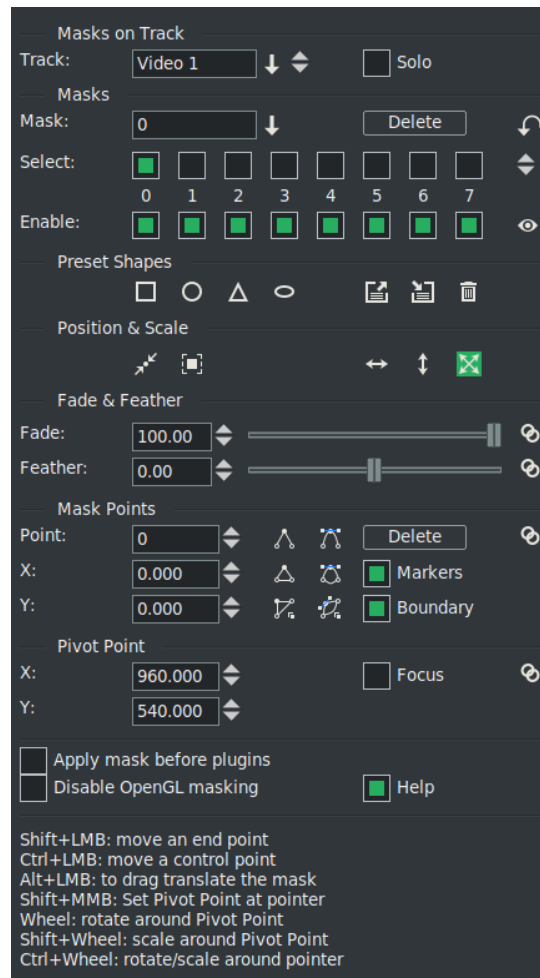 Masks on Track
Track: Video 1 Solo
Masks
Mask: 0 Delete
Select:
0 1 2 3 4 5 6 7
Enable:
Preset Shapes
Position & Scale
Fade & Feather
Fade: 100.00
Feather: 0.00
Mask Points
Point: 0 Delete
X: 0.000 Markers
Y: 0.000 Boundary
Pivot Point
X: 960.000 Focus
Y: 540.000
Apply mask before plugins
Disable OpenGL masking Help
Shift+LMB: move an end point
Ctrl+LMB: move a control point
Alt+LMB: to drag translate the mask
Shift+MMB: Set Pivot Point at pointer
Wheel: rotate around Pivot Point
Shift+Wheel: scale around Pivot Point
Ctrl+Wheel: rotate/scale around pointer